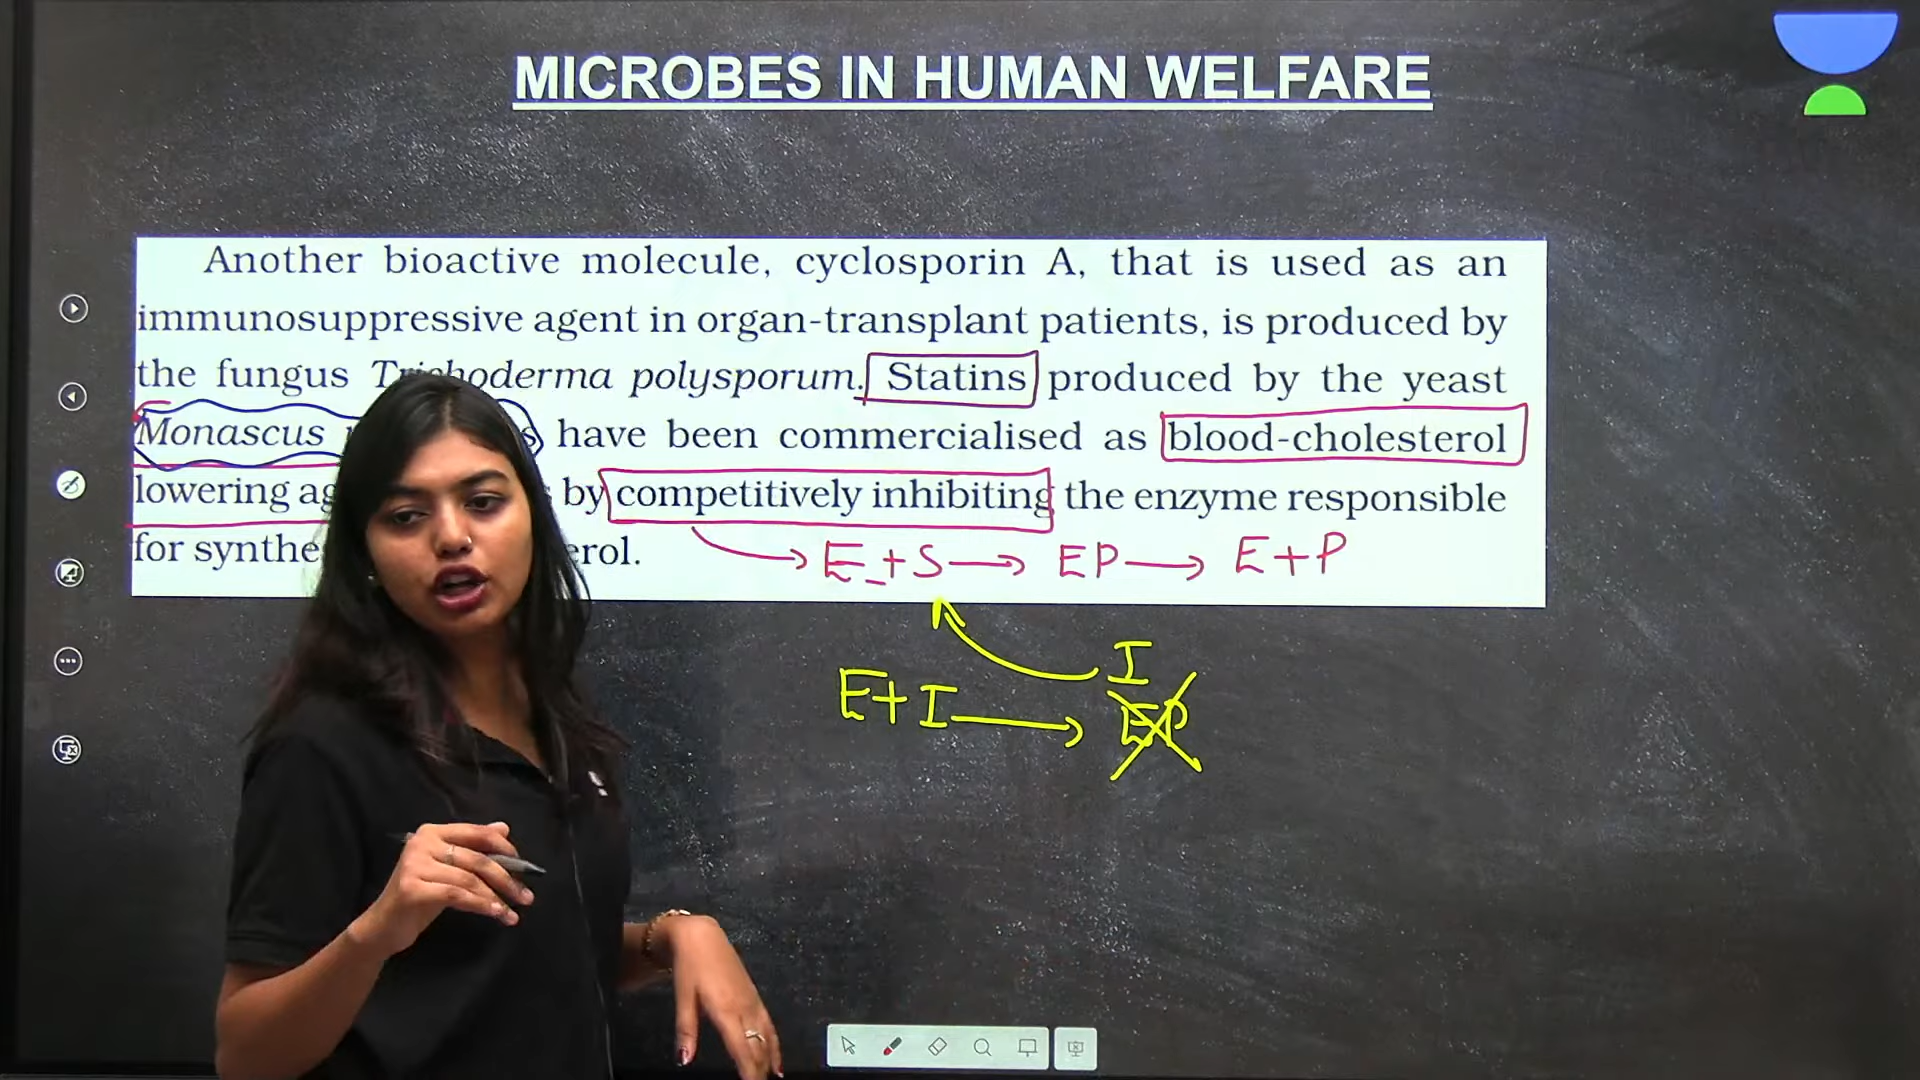 MICROBES IN HUMAN WELFARE
Another bioactive molecule, cyclosporin A, that is used as an
immunosuppressive agent in organ-transplant patients, is produced by
the fungus Trichoderma polysporum. Statins produced by the yeast
Monascus have been commercialised as blood-cholesterol
lowering by competitively inhibiting the enzyme responsible
for
E + S → EP → E + P
I
E + I → EP